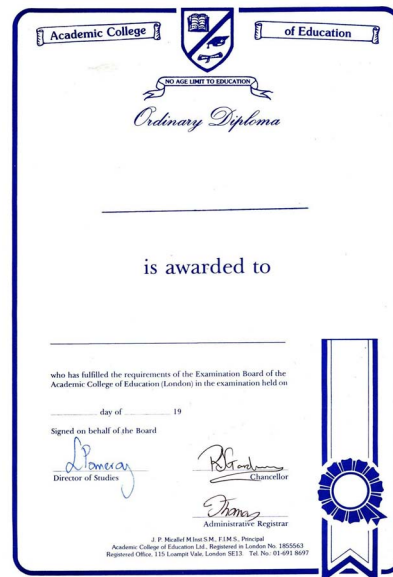 Academic College
of Education
NO AGE LIMIT TO EDUCATION
Ordinary Diploma
is awarded to
who has fulfilled the requirements of the Examination Board of the
Academic College of Education (London) in the examination held on
day of 19
Signed on behalf of the Board
L Pomeray
Director of Studies
Chancellor
Thomas
Administrative Registrar
J. P. Micallef M.Inst.S.M., F.I.M.S., Principal
Academic College of Education Ltd., Registered in London No. 1855563
Registered Office, 115 Loampit Vale, London SE13. Tel. No.: 01-691 8697